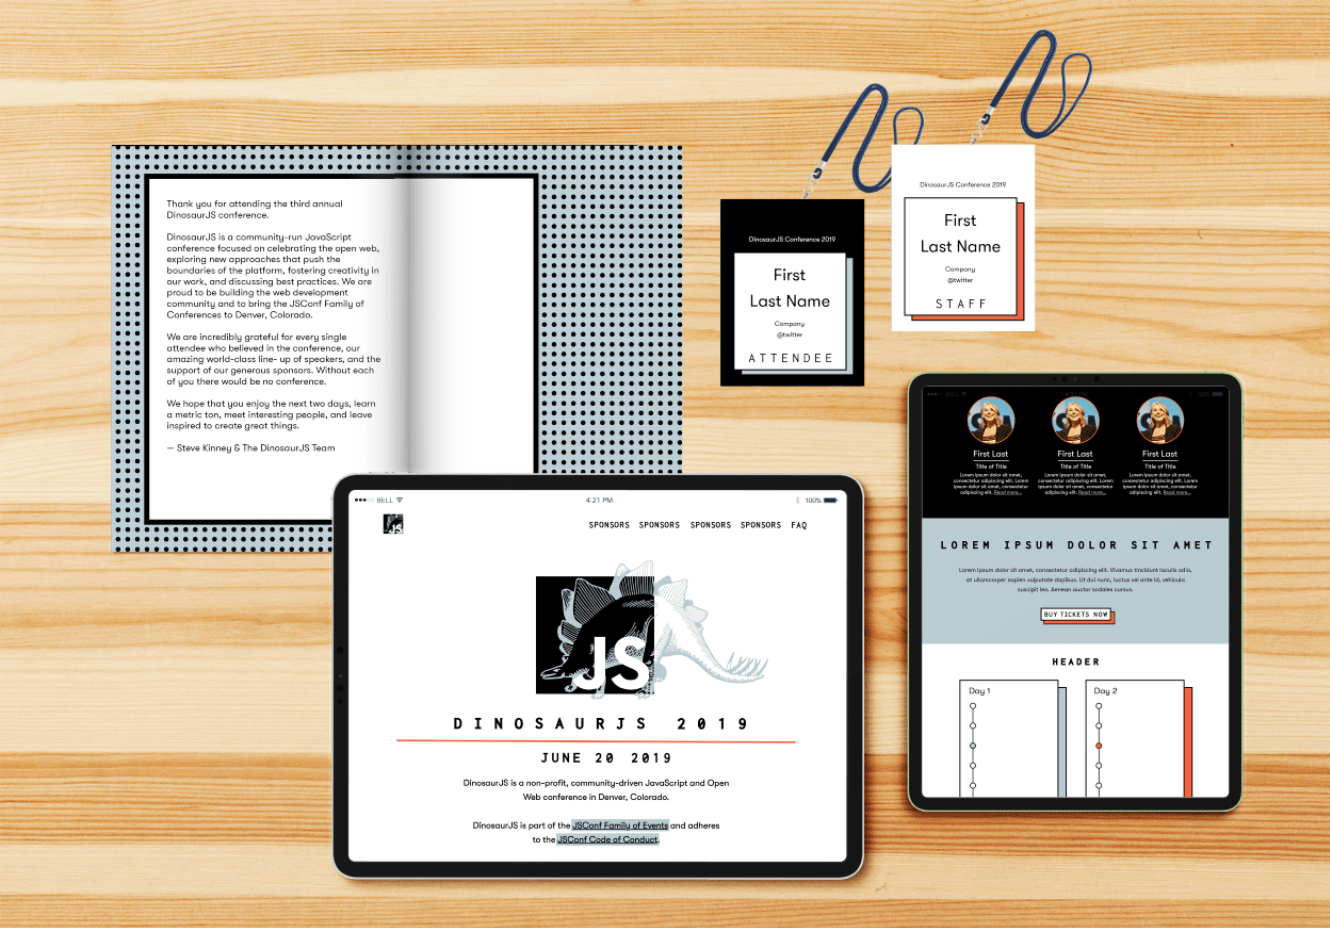 Thank you for attending the third annual
DinosaurJS conference.
DinosaurJS is a community-run JavaScript
conference focused on celebrating the open web,
exploring new approaches that push the
boundaries of the platform, fostering creativity in
our work, and discussing best practices. We are
proud to be building the web development
community and to bring the JSConf Family of
Conferences to Denver, Colorado.
We are incredibly grateful for every single
attendee who believed in the conference, our
amazing world-class line- up of speakers, and the
support of our generous sponsors. Without each
of you there would be no conference.
We hope that you enjoy the next two days, learn
a metric ton, meet interesting people, and leave
inspired to create great things.
— Steve Kinney & The DinosaurJS Team
DinosaurJS Conference 2019
First
Last Name
Company
@twitter
ATTENDEE
DinosaurJS Conference 2019
First
Last Name
Company
@twitter
STAFF
BELL 4:21 PM 100%
JS
SPONSORS SPONSORS SPONSORS SPONSORS FAQ
JS
DINOSAURJS 2019
JUNE 20 2019
DinosaurJS is a non-profit, community-driven JavaScript and Open
Web conference in Denver, Colorado.
DinosaurJS is part of the JSConf Family of Events and adheres
to the JSConf Code of Conduct.
BELL 100%
First Last First Last First Last
Title of Title Title of Title Title of Title
Lorem ipsum dolor sit amet, Lorem ipsum dolor sit amet, Lorem ipsum dolor sit amet,
consectetur adipiscing elit. Lorem consectetur adipiscing elit. Lorem consectetur adipiscing elit. Lorem
ipsum dolor sit amet, consectetur ipsum dolor sit amet, consectetur ipsum dolor sit amet, consectetur
adipiscing elit. Read more... adipiscing elit. Read more... adipiscing elit. Read more...
LOREM IPSUM DOLOR SIT AMET
Lorem ipsum dolor sit amet, consectetur adipiscing elit. Vivamus tincidunt iaculis odio,
at ullamcorper sapien vulputate dapibus. Ut dui nunc, luctus vel ante id, vehicula
suscipit leo. Aenean auctor sodales cursus.
BUY TICKETS NOW
HEADER
Day 1 Day 2